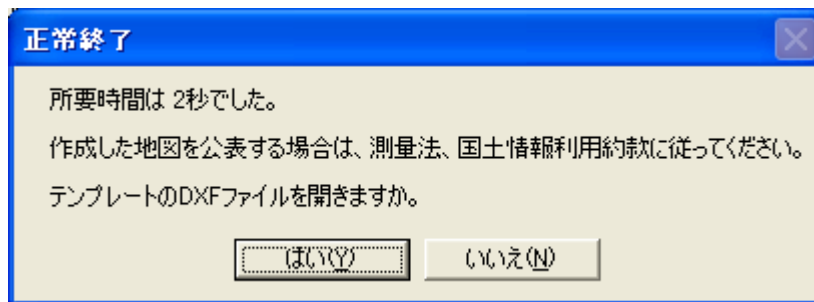 正常終了
所要時間は 2秒でした。
作成した地図を公表する場合は、測量法、国土情報利用約款に従ってください。
テンプレートのDXFファイルを開きますか。
はい(Y) いいえ(N)